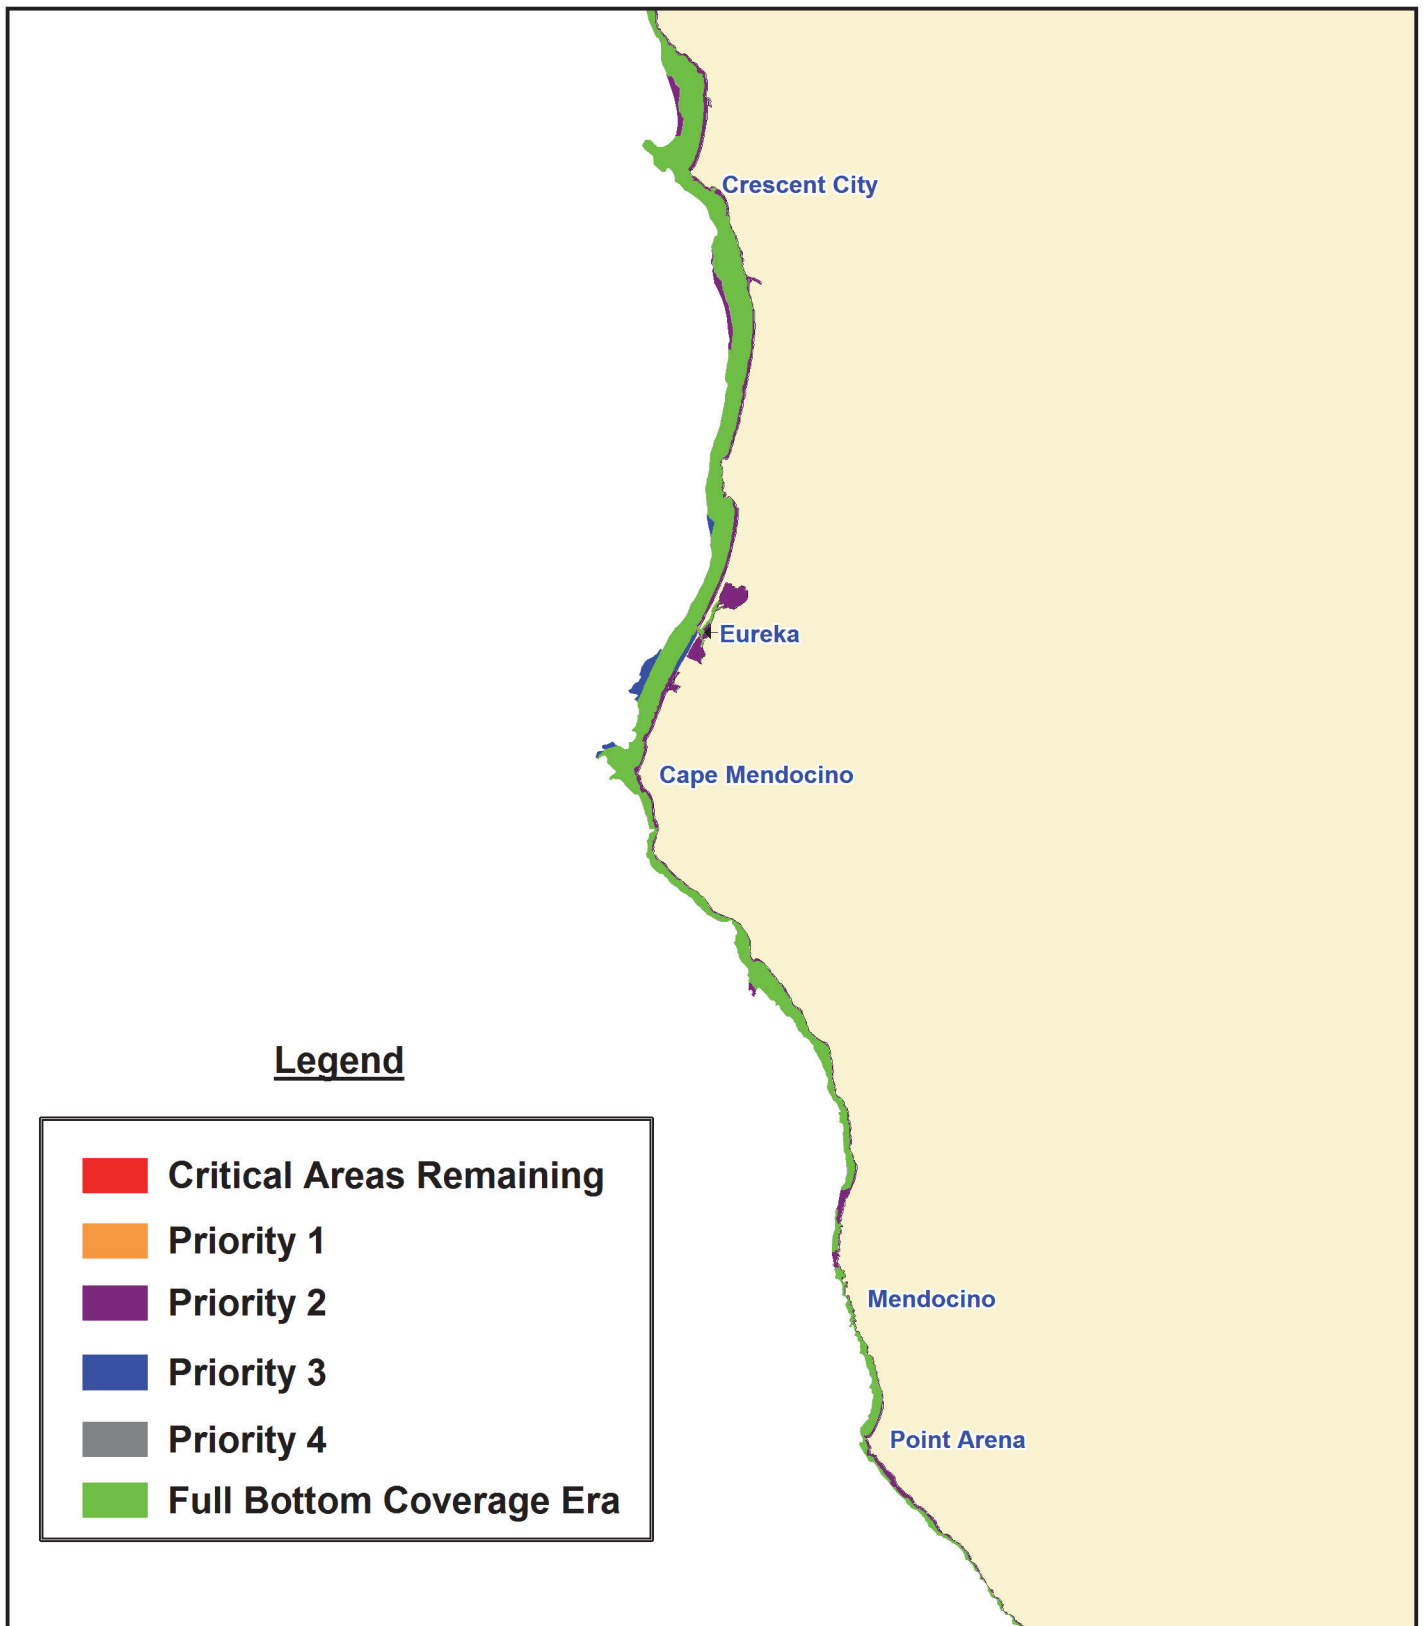 Crescent City
Eureka
Cape Mendocino
Mendocino
Point Arena
Legend
Critical Areas Remaining
Priority 1
Priority 2
Priority 3
Priority 4
Full Bottom Coverage Era